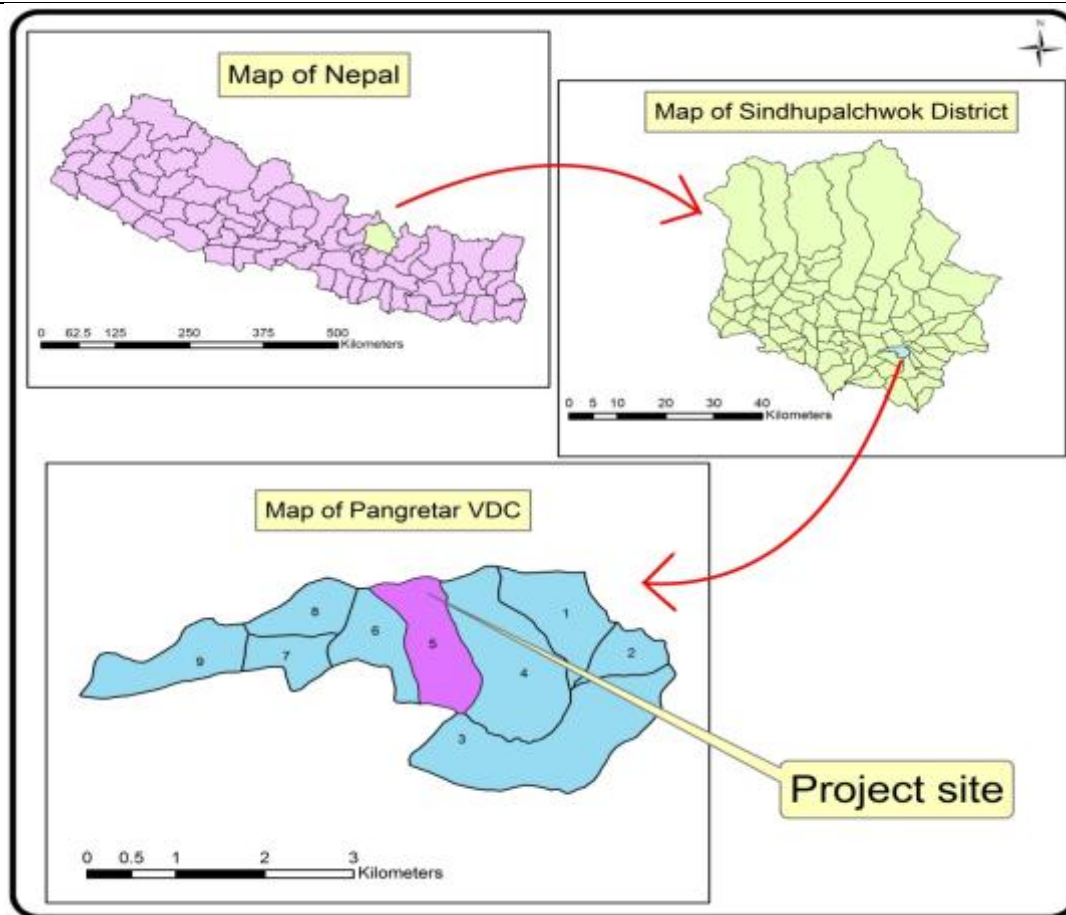 N
Map of Nepal
0 62.5 125 250 375 500
Kilometers
Map of Sindhupalchwok District
0 5 10 20 30 40
Kilometers
Map of Pangretar VDC
8
1
6
5
2
9
7
4
3
Project site
0 0.5 1 2 3
Kilometers